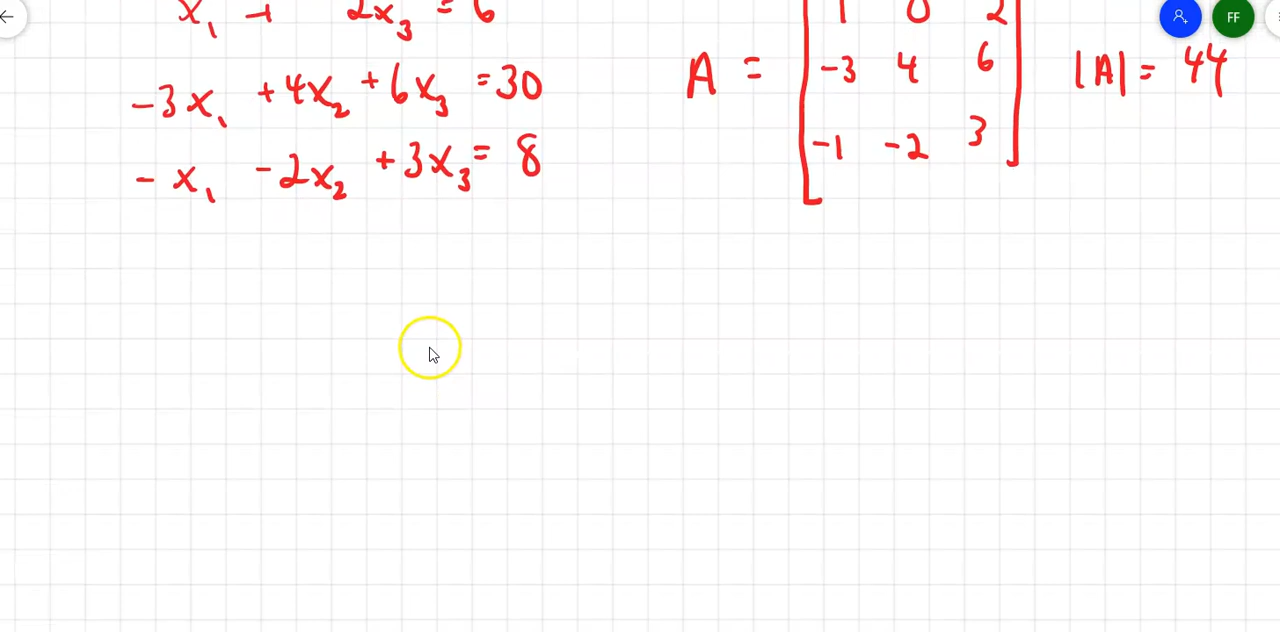 x₁ + 2x₃ = 6
-3x₁ +4x₂ +6x₃ =30
- x₁ -2x₂ +3x₃ = 8
A = [1 0 2
-3 4 6
-1 -2 3]
|A| = 44
FF